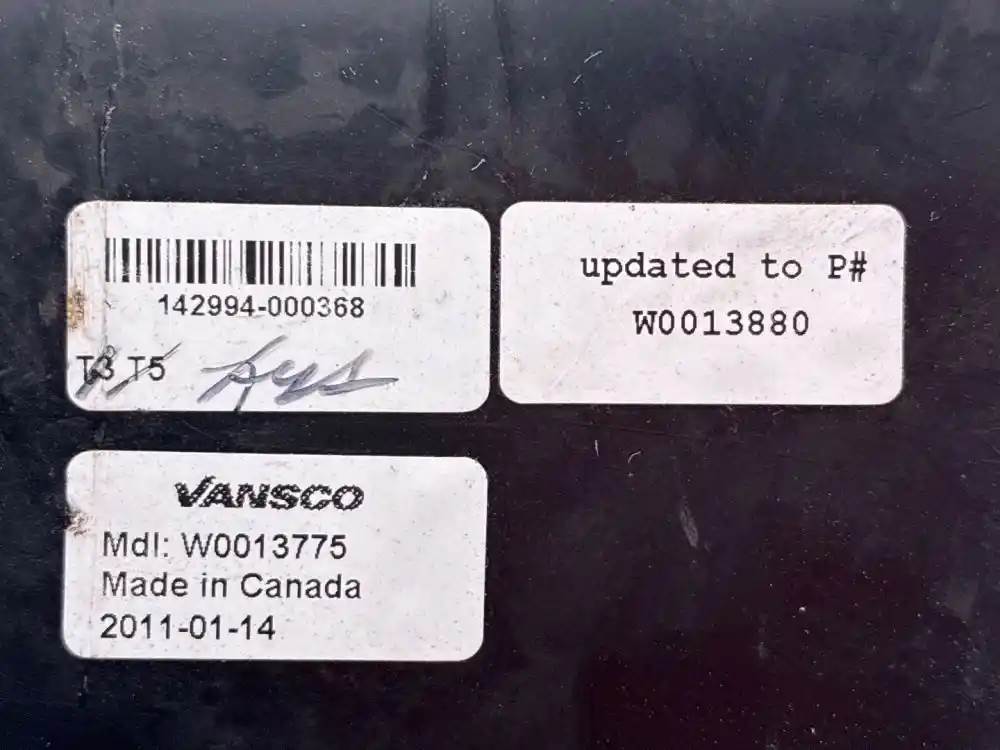 142994-000368
T3 T5
updated to P#
W0013880
VANSCO
Mdl: W0013775
Made in Canada
2011-01-14